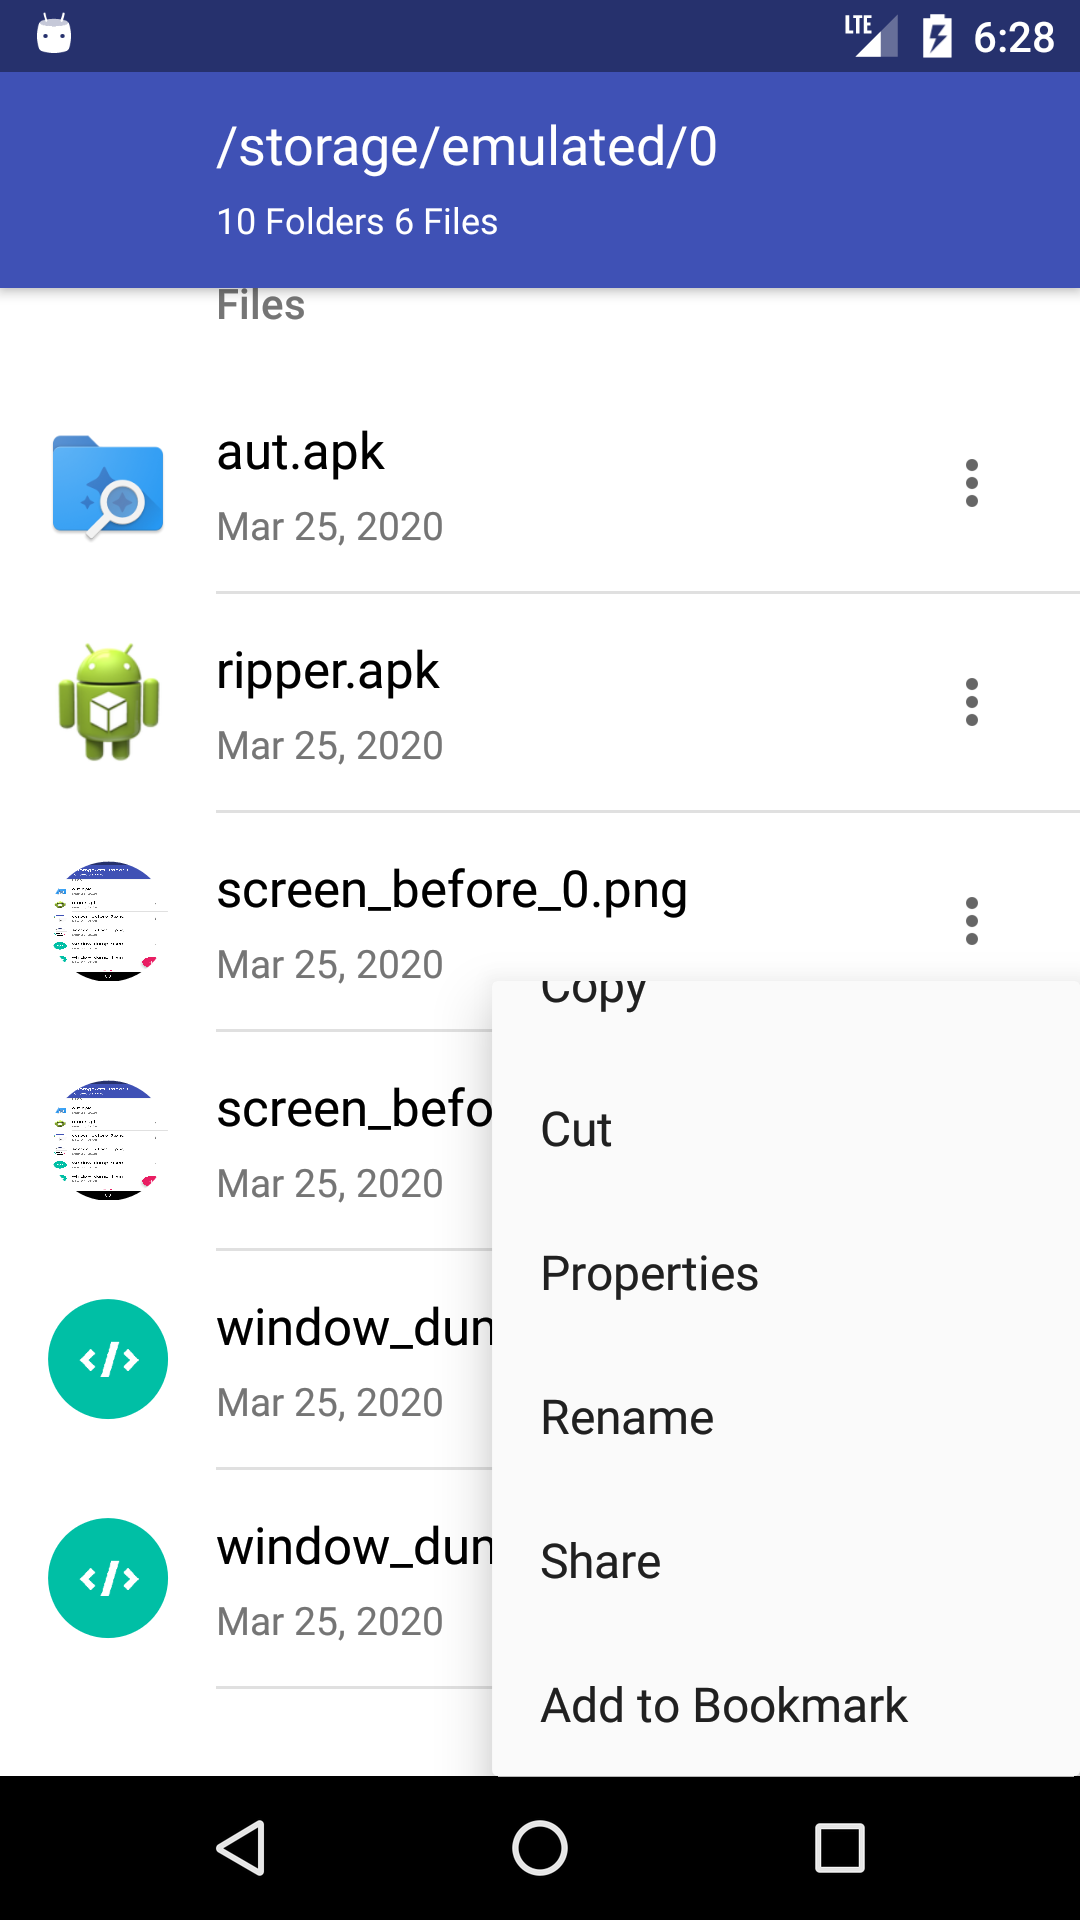 LTE 6:28
/storage/emulated/0
10 Folders 6 Files
Files
aut.apk
Mar 25, 2020
ripper.apk
Mar 25, 2020
screen_before_0.png
Mar 25, 2020
screen_befo
Mar 25, 2020
window_dum
Mar 25, 2020
window_dum
Mar 25, 2020
Copy
Cut
Properties
Rename
Share
Add to Bookmark